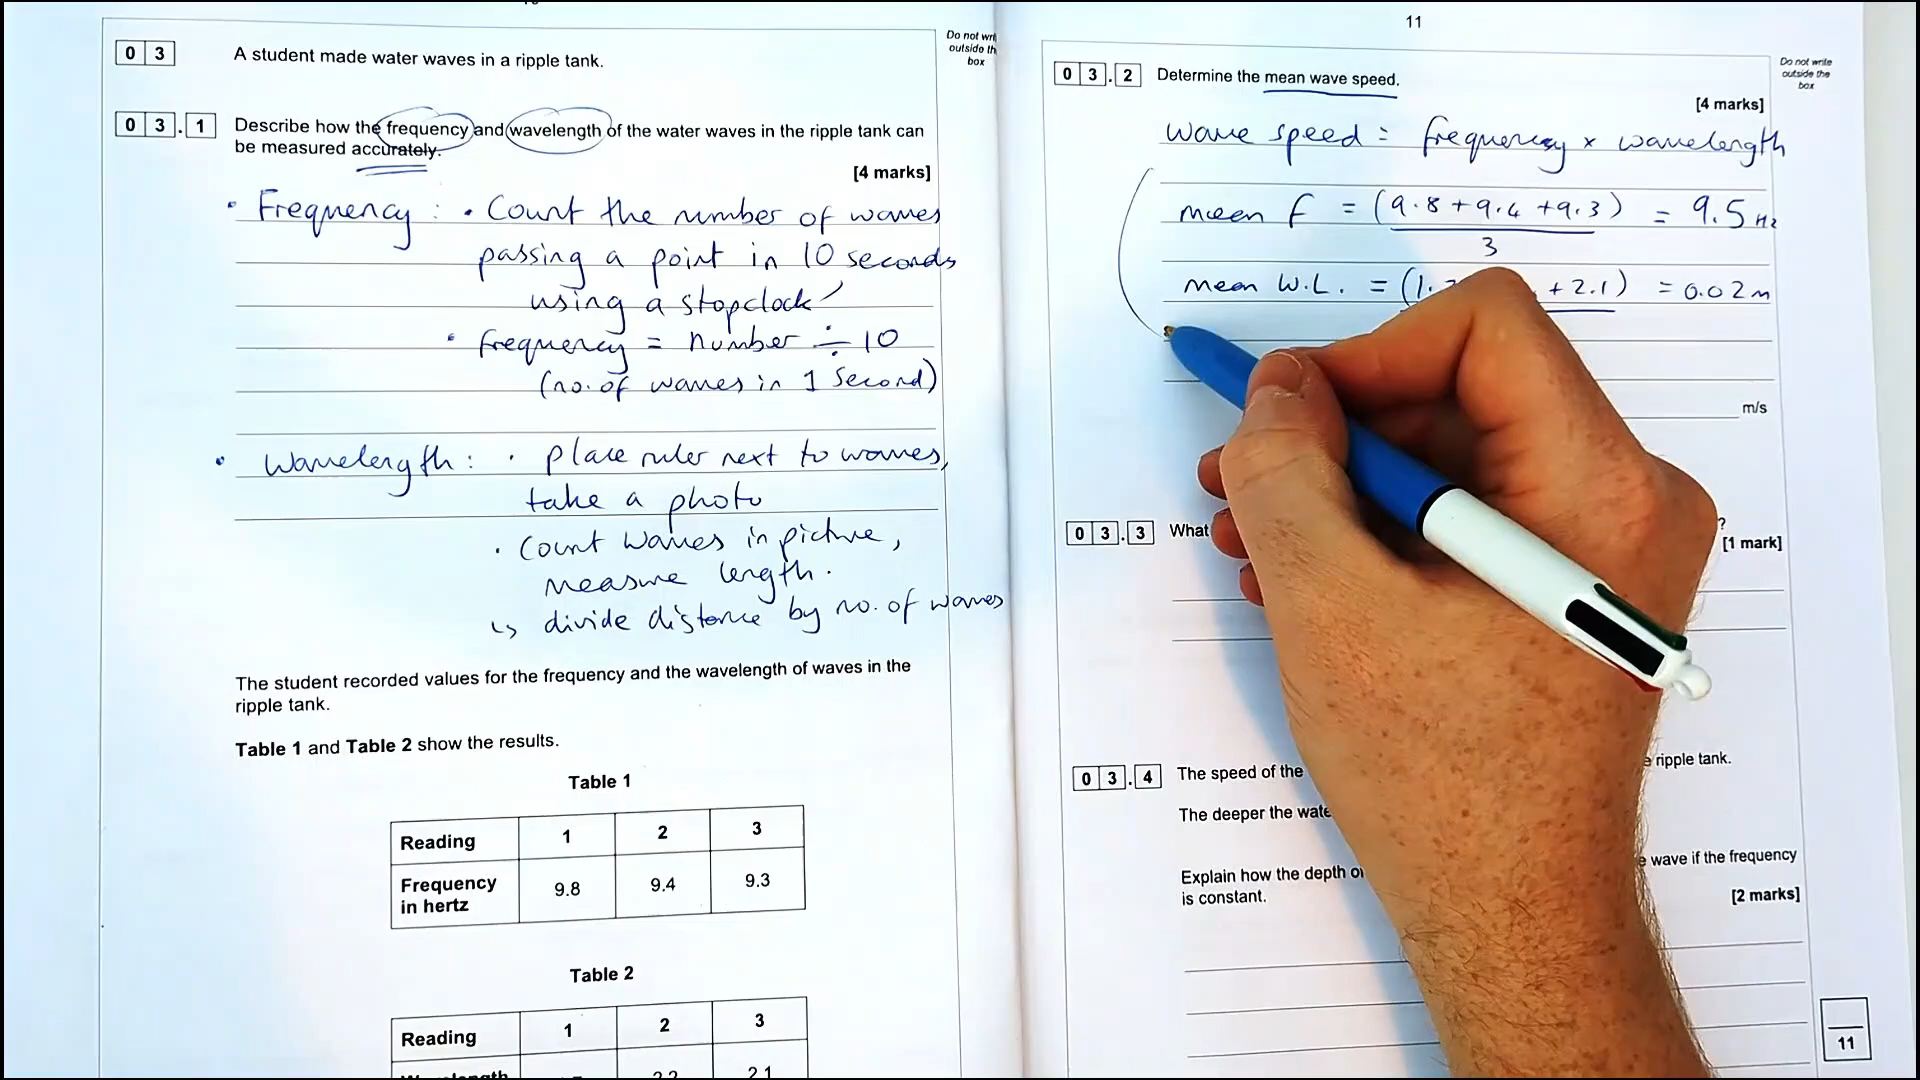 0 3 A student made water waves in a ripple tank.
Do not wri
outside th
box
0 3 . 1 Describe how the frequency and wavelength of the water waves in the ripple tank can
be measured accurately.
[4 marks]
• Frequency : • Count the number of waves
passing a point in 10 seconds
using a stopclock
• frequency = number ÷ 10
(no. of waves in 1 second)
• Wavelength : • place ruler next to waves,
take a photo
• Count waves in picture,
measure length.
↳ divide distance by no. of waves
The student recorded values for the frequency and the wavelength of waves in the
ripple tank.
Table 1 and Table 2 show the results.
Table 1
Reading 1 2 3
Frequency
in hertz 9.8 9.4 9.3
Table 2
Reading 1 2 3
2.1
11
0 3 . 2 Determine the mean wave speed.
Do not write
outside the
box
[4 marks]
wave speed = frequency × wavelength
mean f = (9.8 + 9.4 + 9.3) = 9.5 Hz
3
mean W.L. = (1. + 2.1) = 0.02 m
m/s
0 3 . 3 What ?
[1 mark]
0 3 . 4 The speed of the ripple tank.
The deeper the
Explain how the depth wave if the frequency
is constant.
[2 marks]
11